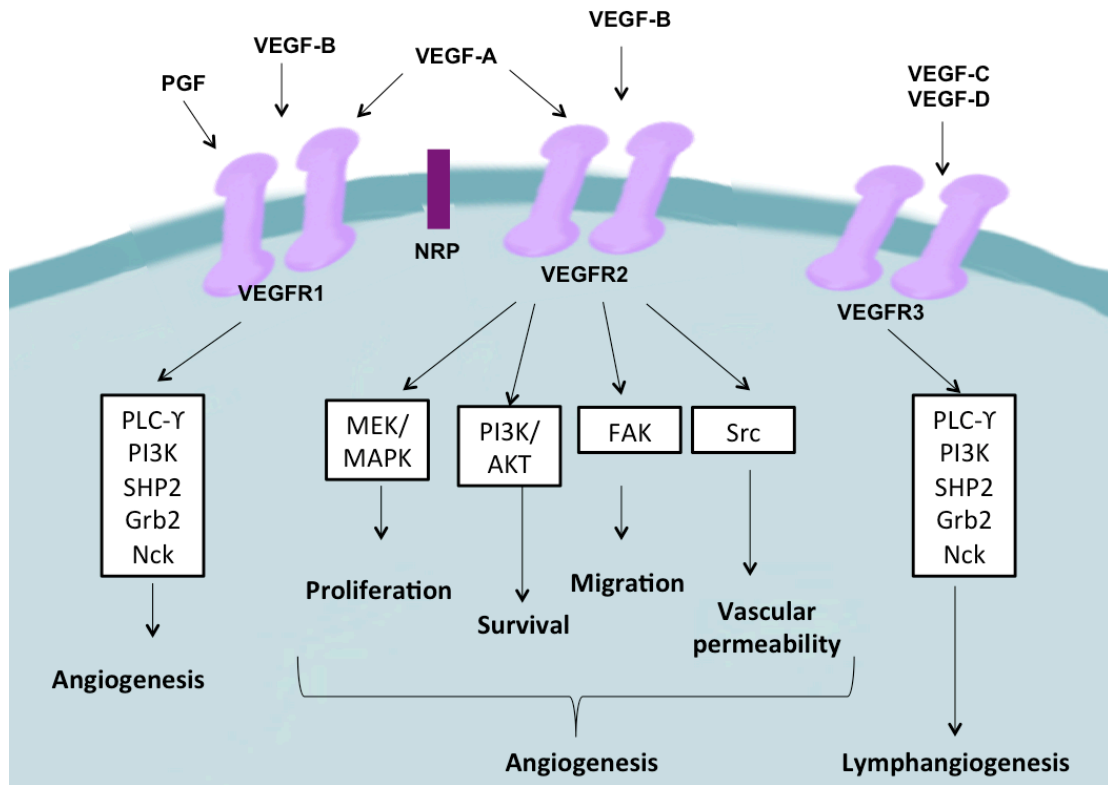 VEGF-B
VEGF-B
VEGF-A
PGF
VEGF-C
VEGF-D
NRP
VEGFR1
VEGFR2
VEGFR3
PLC-ϒ
PI3K
SHP2
Grb2
Nck
MEK/
MAPK
PI3K/
AKT
FAK
Src
PLC-ϒ
PI3K
SHP2
Grb2
Nck
Proliferation
Survival
Migration
Vascular
permeability
Angiogenesis
Angiogenesis
Lymphangiogenesis